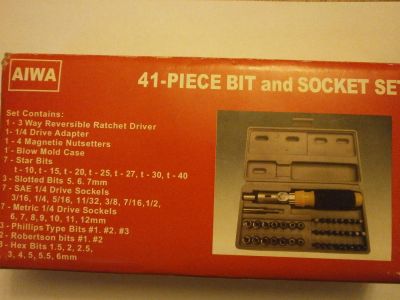 AIWA
41-PIECE BIT and SOCKET SET
Set Contains:
1 - 3 Way Reversible Ratchet Driver
1- 1/4 Drive Adapter
1 - 4 Magnetic Nutsetters
1' - Blow Mold Case
7 - Star Bits
t - 10, t - 15, t - 20, t - 25, t - 27, t - 30, t - 40
3 - Slotted Bits 5. 6. 7mm
7 - SAE 1/4 Drive Sockets
3/16, 1/4, 5/16, 11/32, 3/8, 7/16,1/2,
7 - Metric 1/4 Drive Sockets
6, 7, 8, 9, 10, 11, 12mm
3 - Phillips Type Bits #1. #2. #3
2 - Robertson bits #1. #2
- Hex Bits 1.5, 2, 2.5,
3, 4, 5, 5.5, 6mm